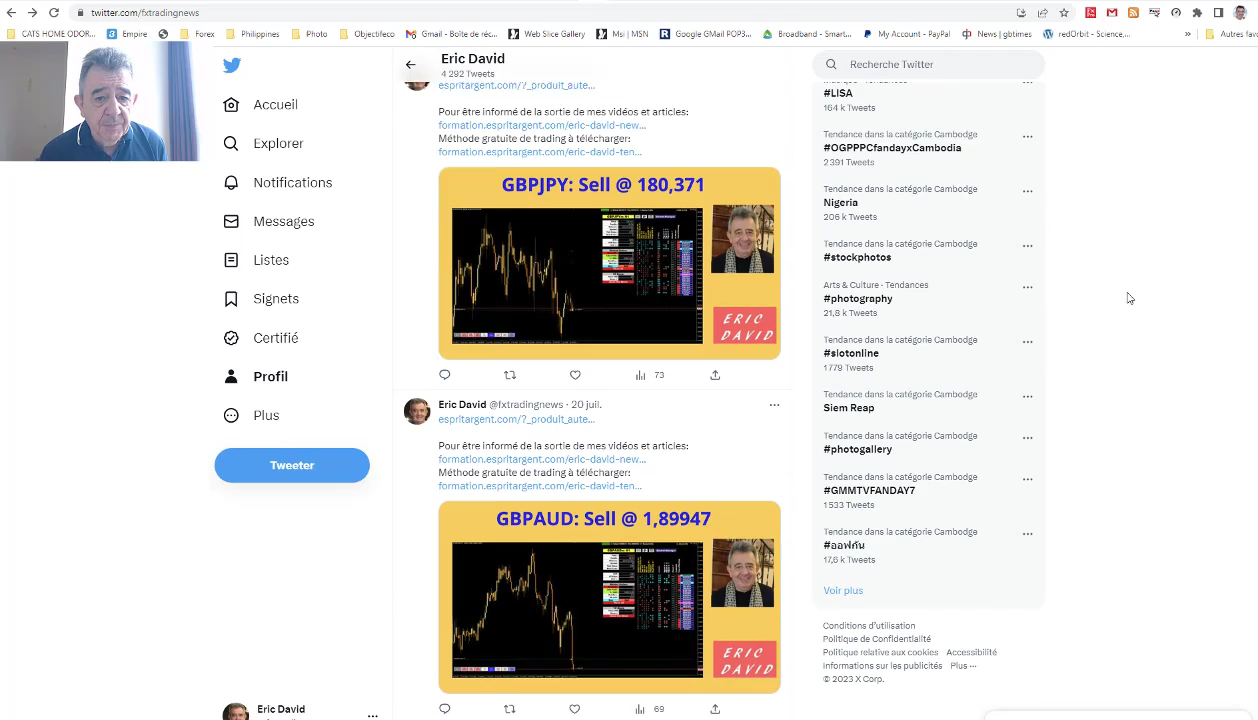 twitter.com/fxtradingnews
CATS HOME ODOR...
Empire
Forex
Philippines
Photo
Objectifeco
Gmail - Boîte de réc...
Web Slice Gallery
Msi | MSN
Google GMail POP3...
Broadband - Smart...
My Account - PayPal
News | gbtimes
redOrbit - Science,...
»
Autres fav
Accueil
Explorer
Notifications
Messages
Listes
Signets
Certifié
Profil
Plus
Tweeter
Eric David
Eric David
4 292 Tweets
espritargent.com/?_produit_aute...
Pour être informé de la sortie de mes vidéos et articles:
formation.espritargent.com/eric-david-new...
Méthode gratuite de trading à télécharger:
formation.espritargent.com/eric-david-ten...
GBPJPY: Sell @ 180,371
ERIC
DAVID
73
Eric David @fxtradingnews · 20 juil.
espritargent.com/?_produit_aute...
Pour être informé de la sortie de mes vidéos et articles:
formation.espritargent.com/eric-david-new...
Méthode gratuite de trading à télécharger:
formation.espritargent.com/eric-david-ten...
GBPAUD: Sell @ 1,89947
ERIC
DAVID
69
Recherche Twitter
#LISA
164 k Tweets
Tendance dans la catégorie Cambodge
#OGPPPCfandayxCambodia
2 391 Tweets
Tendance dans la catégorie Cambodge
Nigeria
206 k Tweets
Tendance dans la catégorie Cambodge
#stockphotos
Arts & Culture · Tendances
#photography
21,8 k Tweets
Tendance dans la catégorie Cambodge
#slotonline
1 779 Tweets
Tendance dans la catégorie Cambodge
Siem Reap
Tendance dans la catégorie Cambodge
#photogallery
Tendance dans la catégorie Cambodge
#GMMTVFANDAY7
1 533 Tweets
Tendance dans la catégorie Cambodge
#ออฟกัน
17,6 k Tweets
Voir plus
Conditions d'utilisation
Politique de Confidentialité
Politique relative aux cookies Accessibilité
Informations sur les publicités Plus ···
© 2023 X Corp.